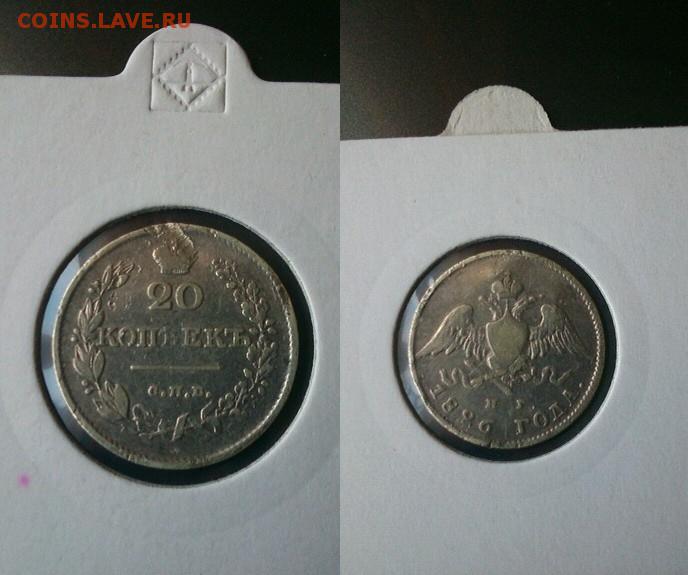 COINS.LAVE.RU
20
КОПѢЕКЪ
С.П.Б.
Н Г
1826 ГОДА.